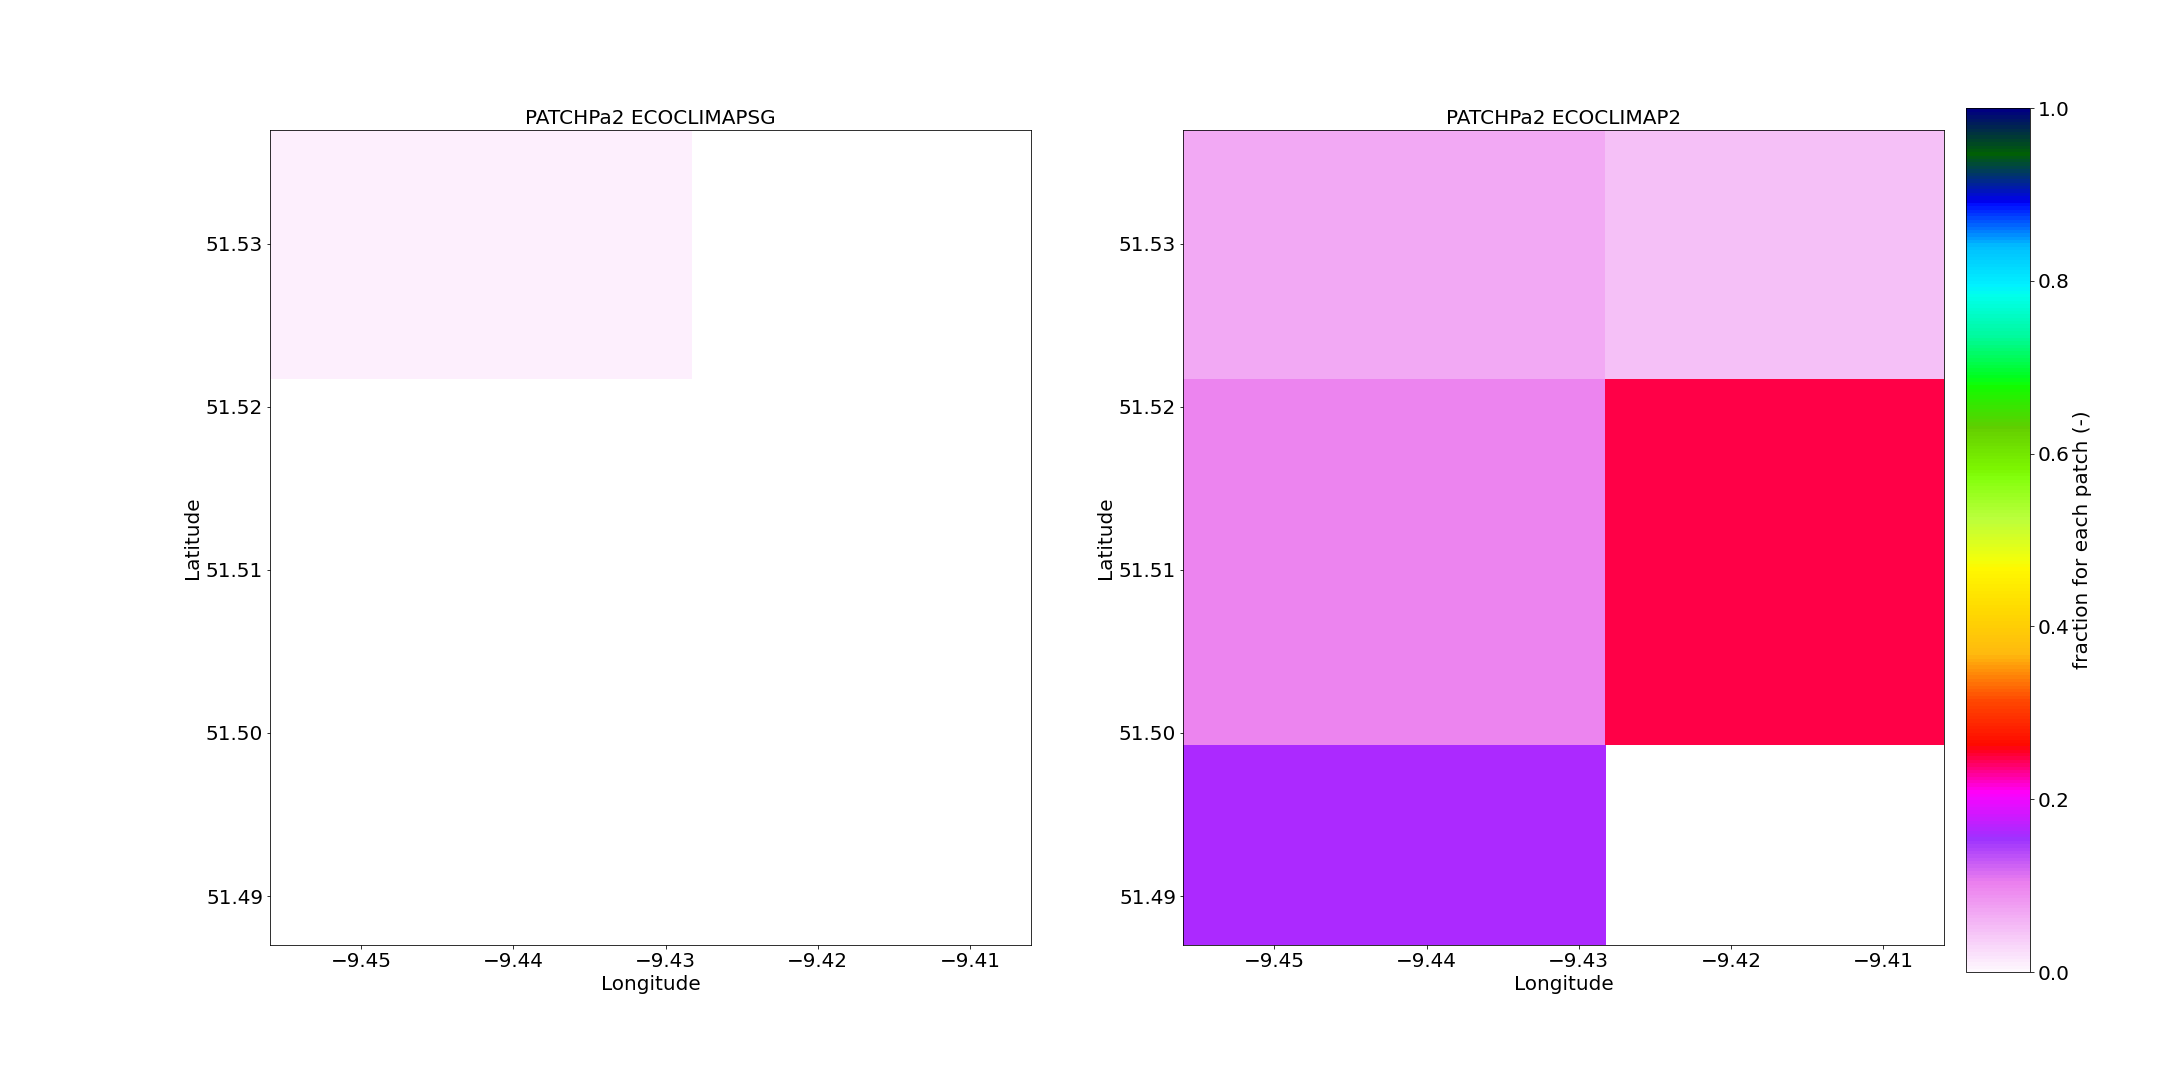 PATCHPa2 ECOCLIMAPSG
51.53
51.52
51.51
51.50
51.49
Latitude
−9.45 −9.44 −9.43 −9.42 −9.41
Longitude
PATCHPa2 ECOCLIMAP2
51.53
51.52
51.51
51.50
51.49
Latitude
−9.45 −9.44 −9.43 −9.42 −9.41
Longitude
1.0
0.8
0.6
0.4
0.2
0.0
fraction for each patch (-)